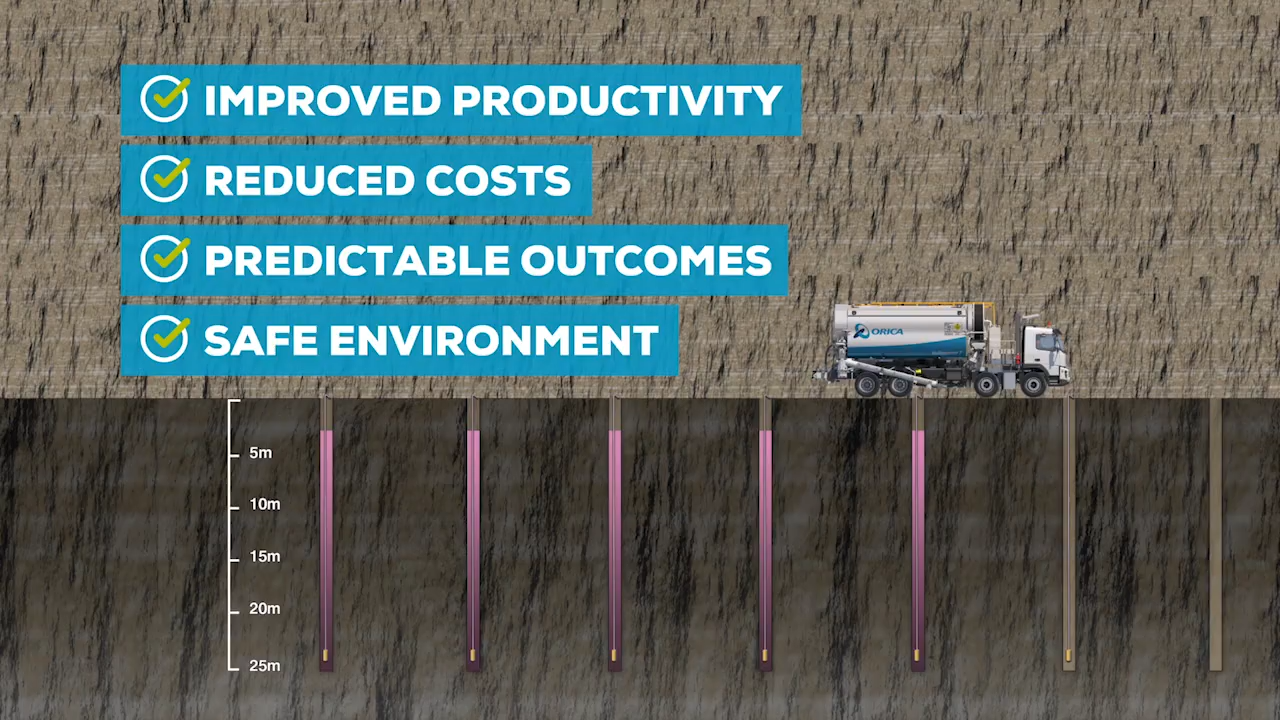 IMPROVED PRODUCTIVITY
REDUCED COSTS
PREDICTABLE OUTCOMES
SAFE ENVIRONMENT
ORICA
5m
10m
15m
20m
25m